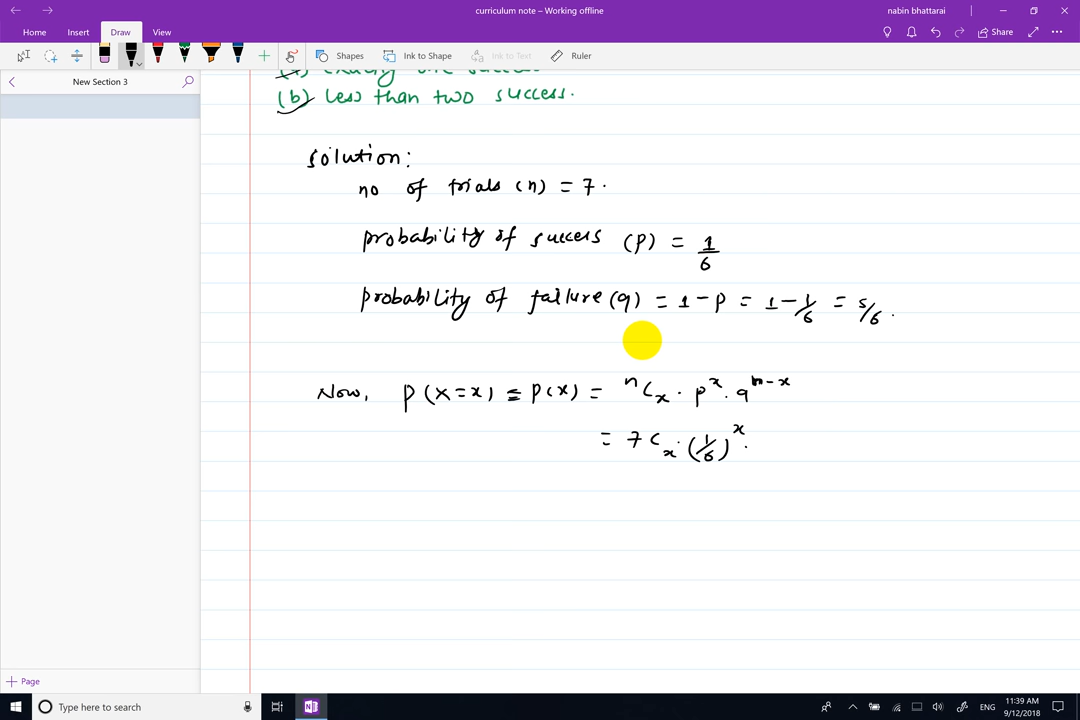 curriculum note – Working offline
nabin bhattarai
Home Insert Draw View
Share
Shapes Ink to Shape Ink to Text Ruler
New Section 3
(a) exactly one success
(b) less than two success.
solution:
no of trials (n) = 7.
probability of success (p) = 1/6
probability of failure (q) = 1 - p = 1 - 1/6 = 5/6.
Now, p(X=x) = p(x) = ⁿCₓ · pˣ · qⁿ⁻ˣ
= 7Cₓ · (1/6)ˣ .
Page
Type here to search
ENG
11:39 AM
9/12/2018